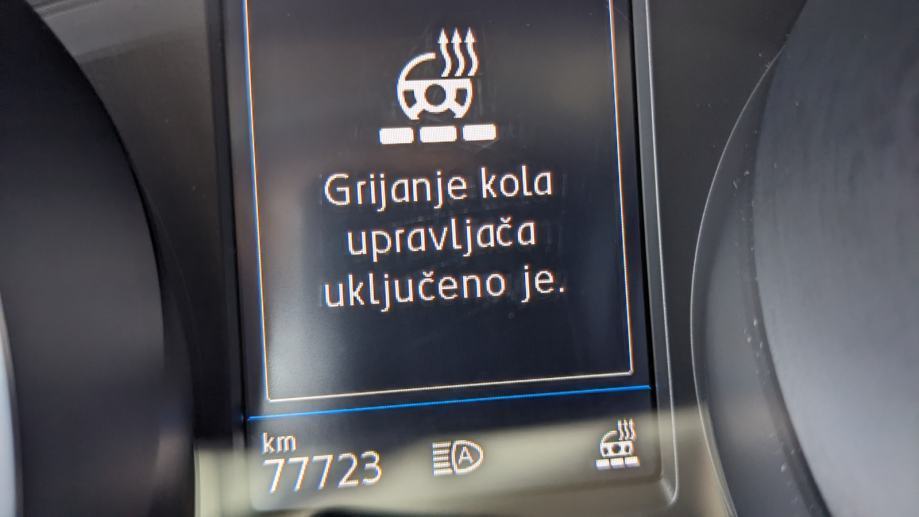 Grijanje kola
upravljača
uključeno je.
km
77723
A